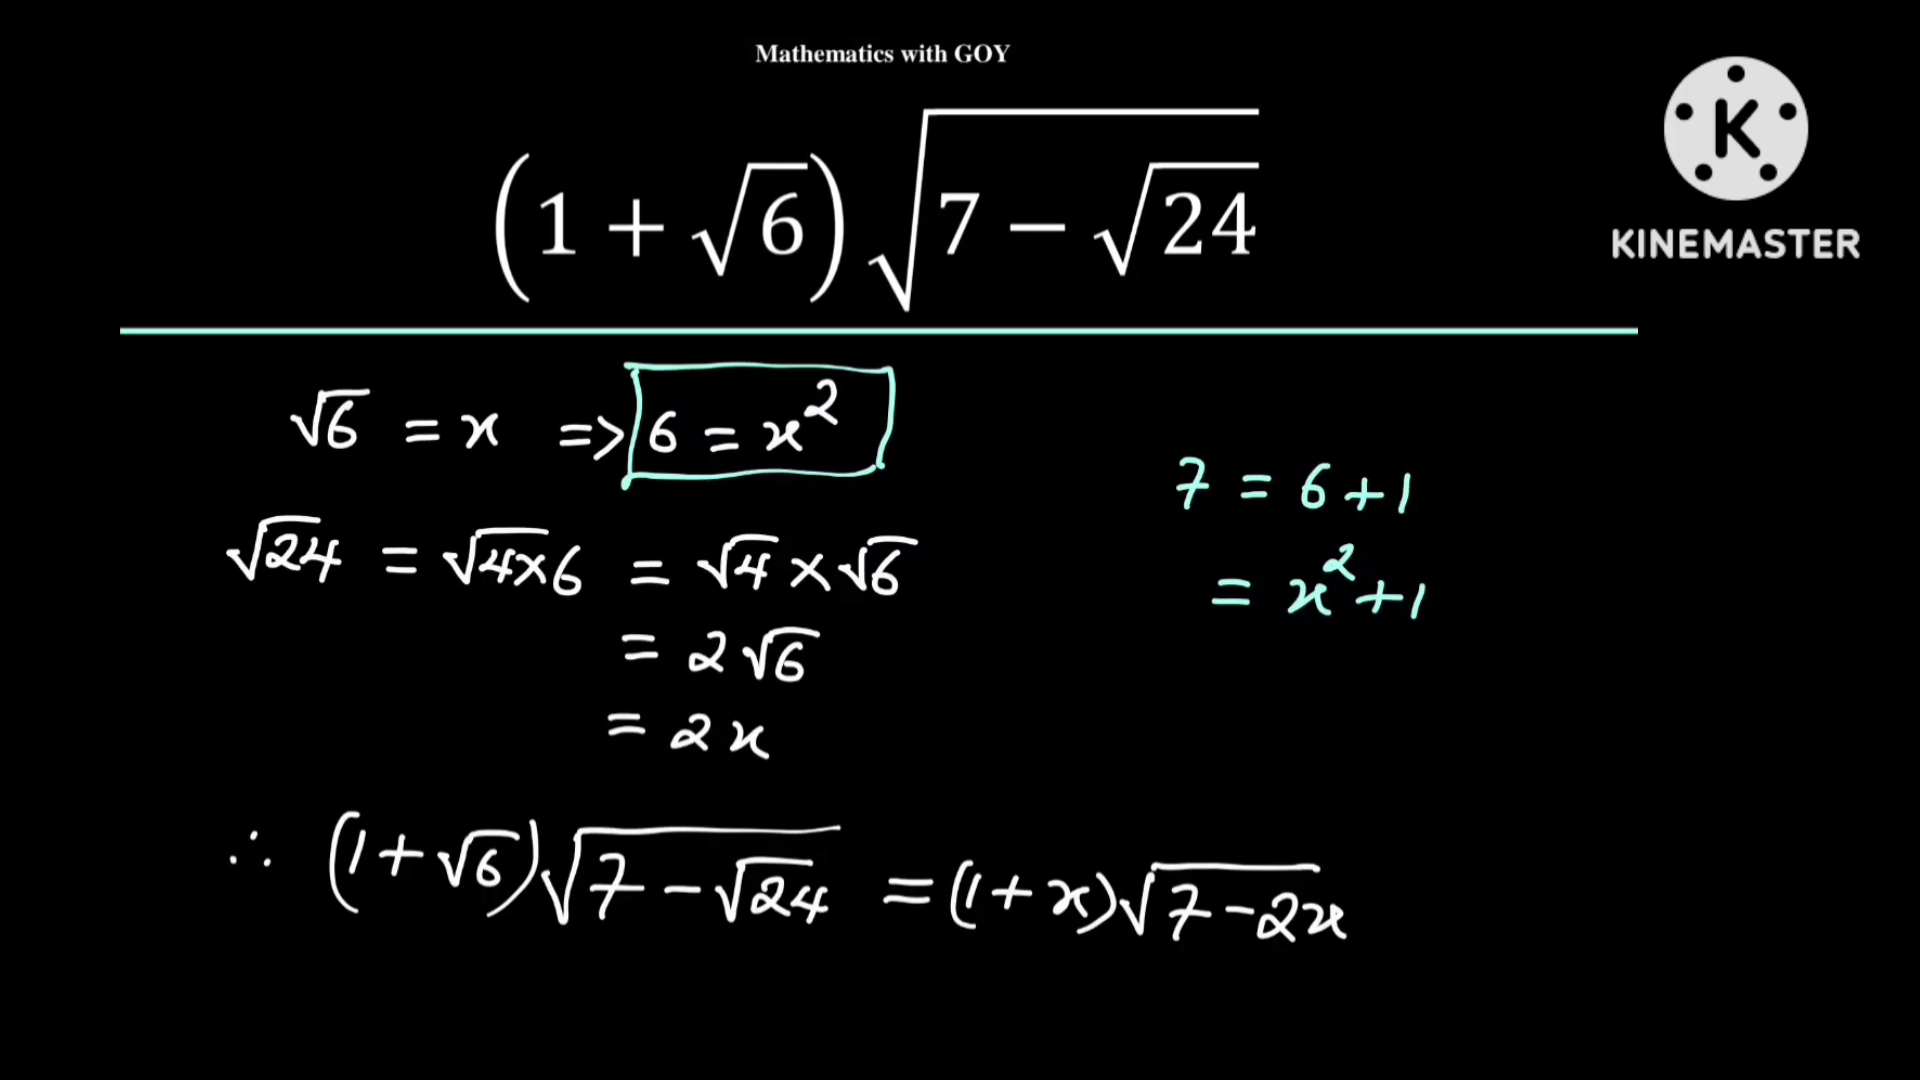 Mathematics with GOY
(1 + √6) √(7 − √24)
K
KINEMASTER
√6 = x => 6 = x²
7 = 6 + 1
= x² + 1
√24 = √4×6 = √4 × √6
= 2√6
= 2x
∴ (1 + √6)√(7 − √24) = (1 + x)√(7 − 2x)